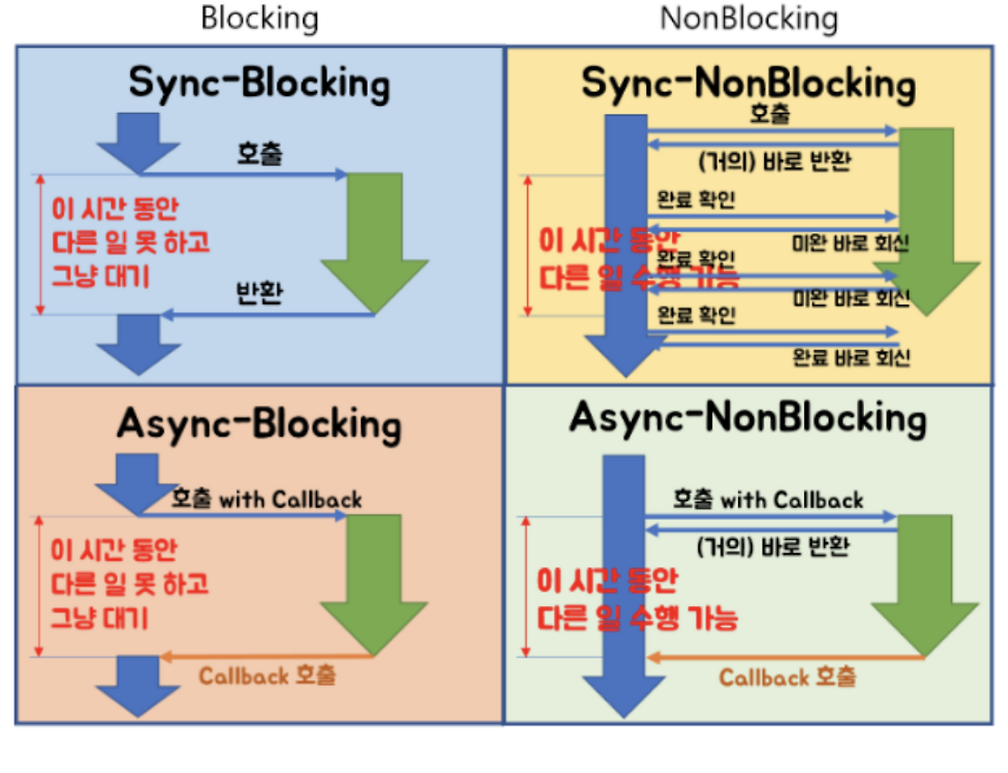 Blocking
NonBlocking
Sync-Blocking
호출
이 시간 동안
다른 일 못 하고
그냥 대기
반환
Sync-NonBlocking
호출
(거의) 바로 반환
완료 확인
이 시간 동안
미완 바로 회신
완료 확인
다른 일 수행 가능
미완 바로 회신
완료 확인
완료 바로 회신
Async-Blocking
호출 with Callback
이 시간 동안
다른 일 못 하고
그냥 대기
Callback 호출
Async-NonBlocking
호출 with Callback
(거의) 바로 반환
이 시간 동안
다른 일 수행 가능
Callback 호출